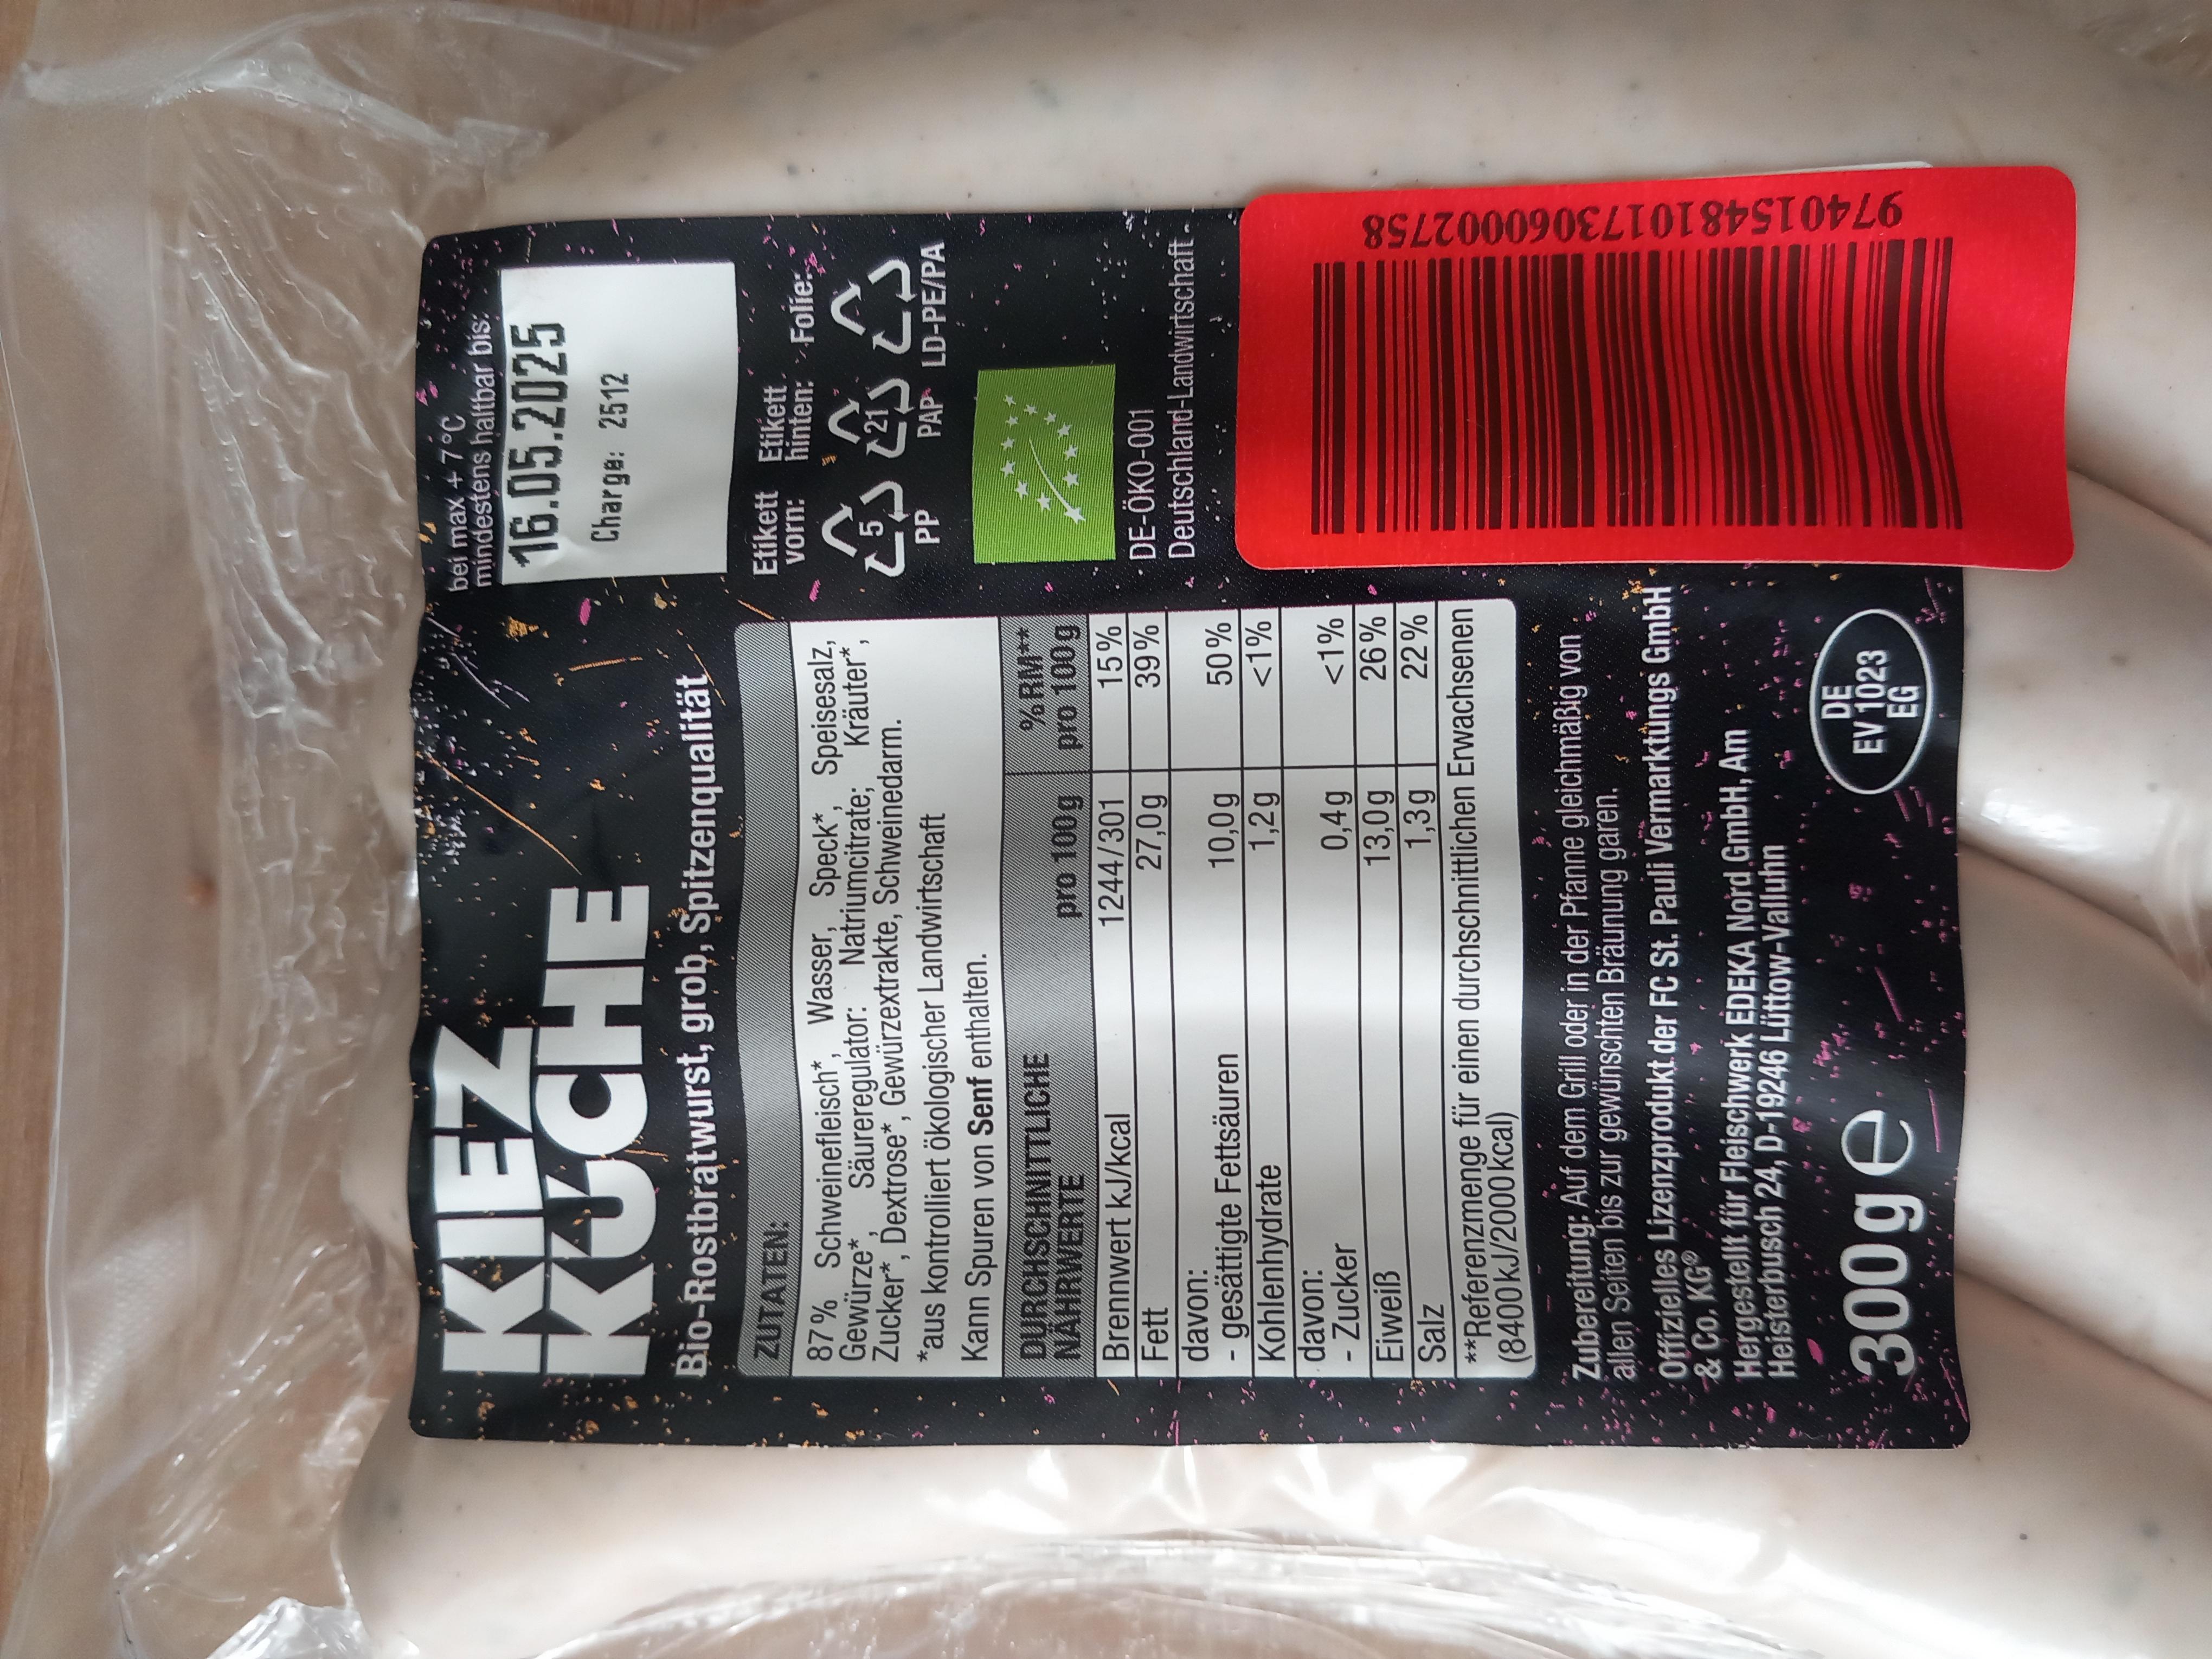 KIEZ
KÜCHE
Bio-Rostbratwurst, grob, Spitzenqualität
bei max + 7°C
mindestens haltbar bis:
16.05.2025
Charge: 2512
ZUTATEN:
87% Schweinefleisch*, Wasser, Speck*, Speisesalz,
Gewürze*, Säureregulator: Natriumcitrate; Kräuter*,
Zucker*, Dextrose*, Gewürzextrakte, Schweinedarm.
*aus kontrolliert ökologischer Landwirtschaft
Kann Spuren von Senf enthalten.
DURCHSCHNITTLICHE NÄHRWERTE pro 100g % RM** pro 100g
Brennwert kJ/kcal 1244/301 15%
Fett 27,0g 39%
davon:
- gesättigte Fettsäuren 10,0g 50%
Kohlenhydrate 1,2g <1%
davon:
- Zucker 0,4g <1%
Eiweiß 13,0g 26%
Salz 1,3g 22%
**Referenzmenge für einen durchschnittlichen Erwachsenen
(8400kJ/2000kcal)
Etikett vorn: Etikett hinten: Folie:
5 21
PP PAP LD-PE/PA
DE-ÖKO-001
Deutschland-Landwirtschaft
Zubereitung: Auf dem Grill oder in der Pfanne gleichmäßig von
allen Seiten bis zur gewünschten Bräunung garen.
Offizielles Lizenzprodukt der FC St. Pauli Vermarktungs GmbH
& Co. KG®
Hergestellt für Fleischwerk EDEKA Nord GmbH, Am
Heisterbusch 24, D-19246 Lüttow-Valluhn
300g e
DE
EV 1023
EG
9740154810173060002758